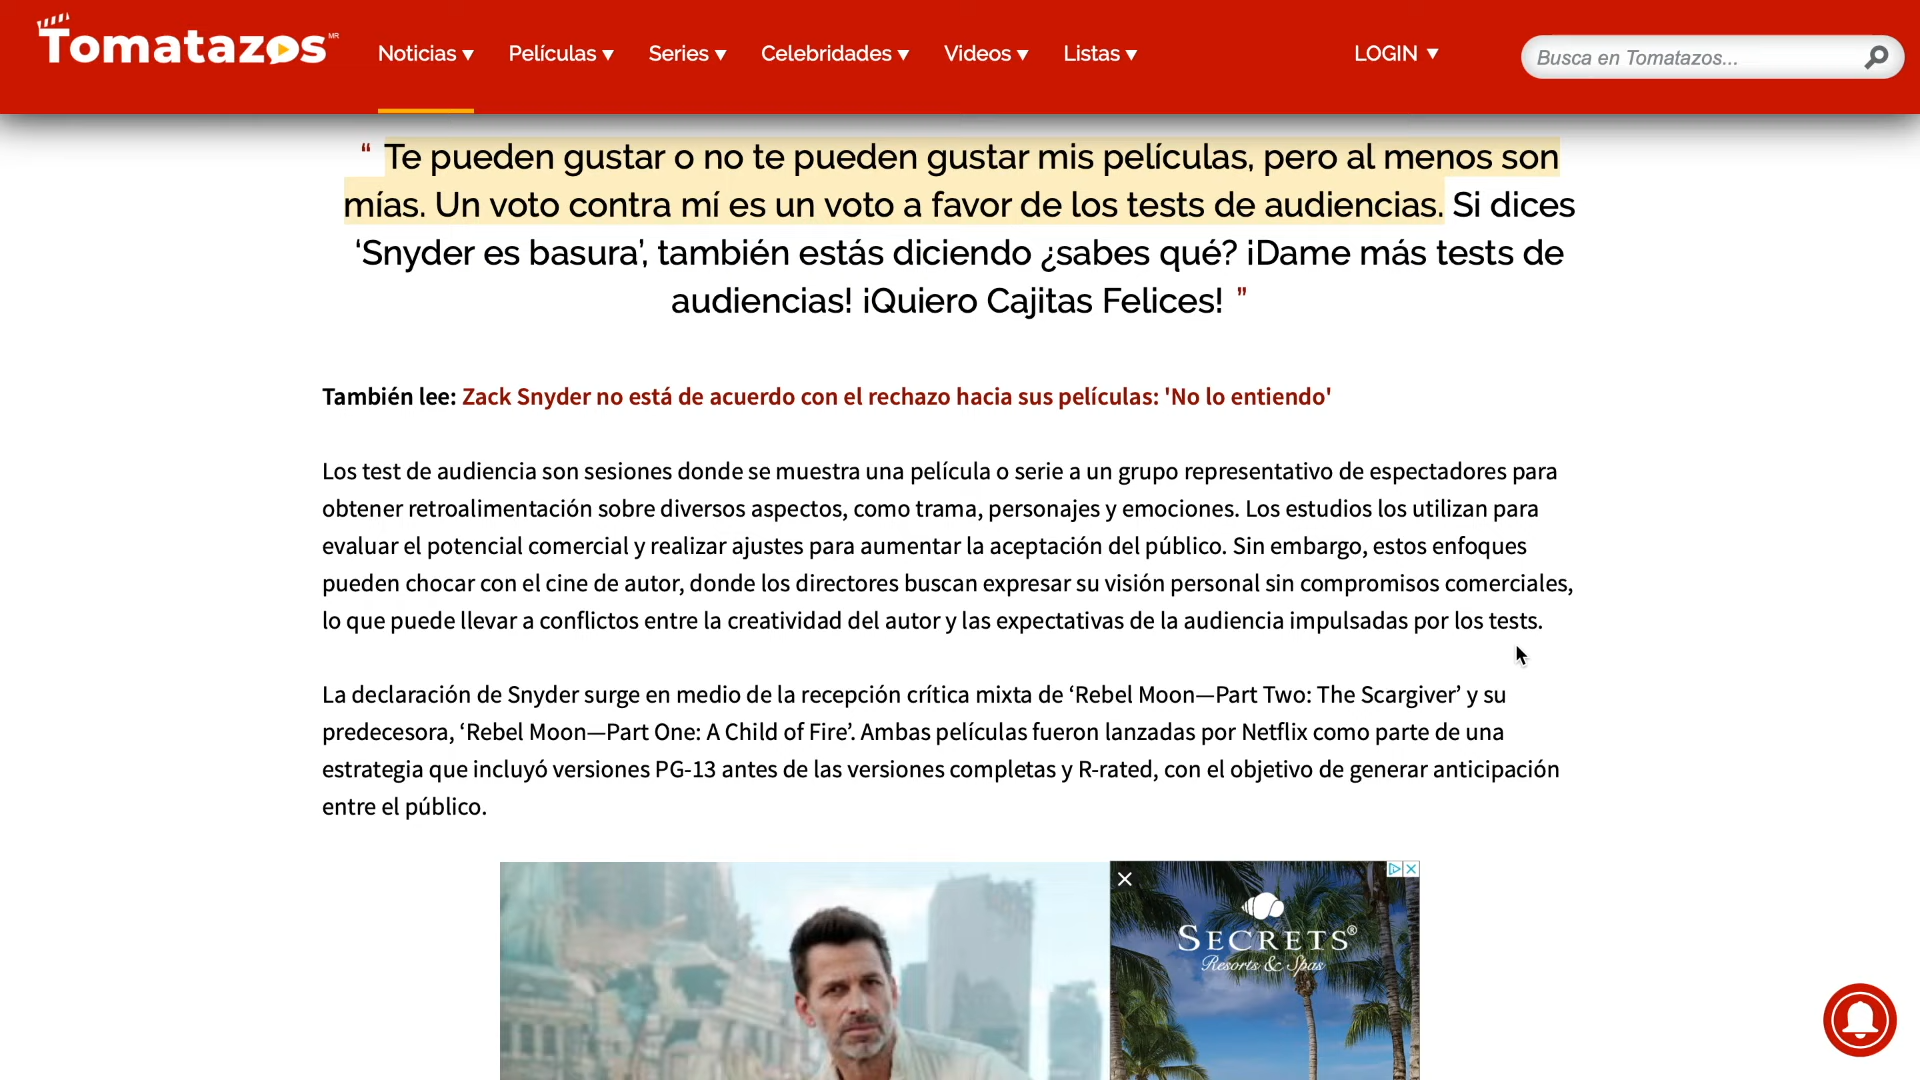 Tomatazos MR
Noticias ▼ Películas ▼ Series ▼ Celebridades ▼ Videos ▼ Listas ▼ LOGIN ▼ Busca en Tomatazos...
“ Te pueden gustar o no te pueden gustar mis películas, pero al menos son
mías. Un voto contra mí es un voto a favor de los tests de audiencias. Si dices
‘Snyder es basura’, también estás diciendo ¿sabes qué? ¡Dame más tests de
audiencias! ¡Quiero Cajitas Felices! ”
También lee: Zack Snyder no está de acuerdo con el rechazo hacia sus películas: 'No lo entiendo'
Los test de audiencia son sesiones donde se muestra una película o serie a un grupo representativo de espectadores para
obtener retroalimentación sobre diversos aspectos, como trama, personajes y emociones. Los estudios los utilizan para
evaluar el potencial comercial y realizar ajustes para aumentar la aceptación del público. Sin embargo, estos enfoques
pueden chocar con el cine de autor, donde los directores buscan expresar su visión personal sin compromisos comerciales,
lo que puede llevar a conflictos entre la creatividad del autor y las expectativas de la audiencia impulsadas por los tests.
La declaración de Snyder surge en medio de la recepción crítica mixta de ‘Rebel Moon—Part Two: The Scargiver’ y su
predecesora, ‘Rebel Moon—Part One: A Child of Fire’. Ambas películas fueron lanzadas por Netflix como parte de una
estrategia que incluyó versiones PG-13 antes de las versiones completas y R-rated, con el objetivo de generar anticipación
entre el público.
SECRETS®
Resorts & Spas